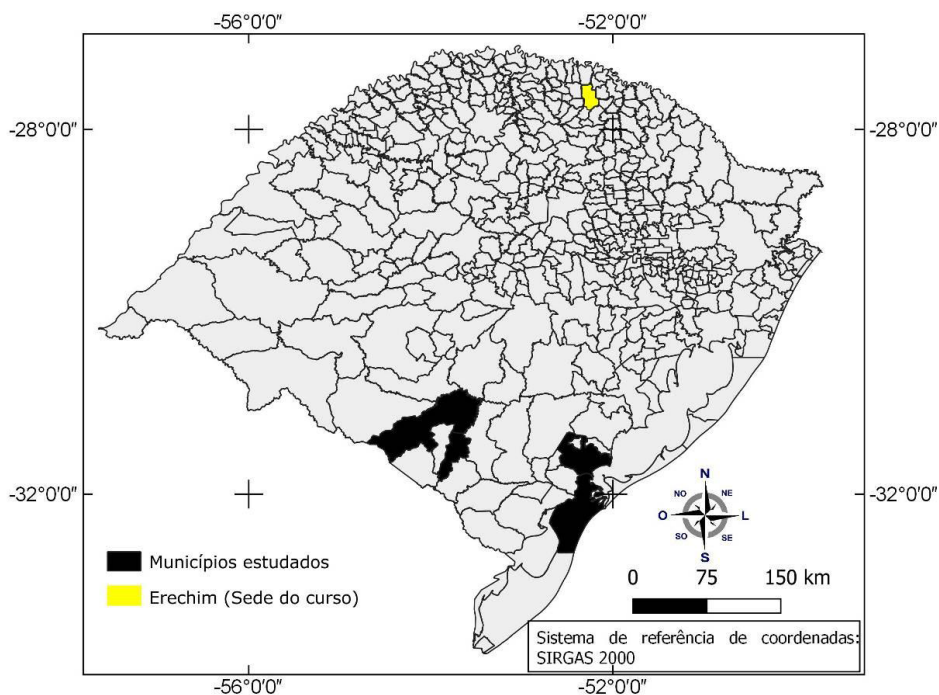 -56°0'0"
-52°0'0"
-28°0'0"
-28°0'0"
-32°0'0"
-32°0'0"
N
NO
NE
O
L
SO
SE
S
Municípios estudados
Erechim (Sede do curso)
0 75 150 km
Sistema de referência de coordenadas:
SIRGAS 2000
-56°0'0"
-52°0'0"